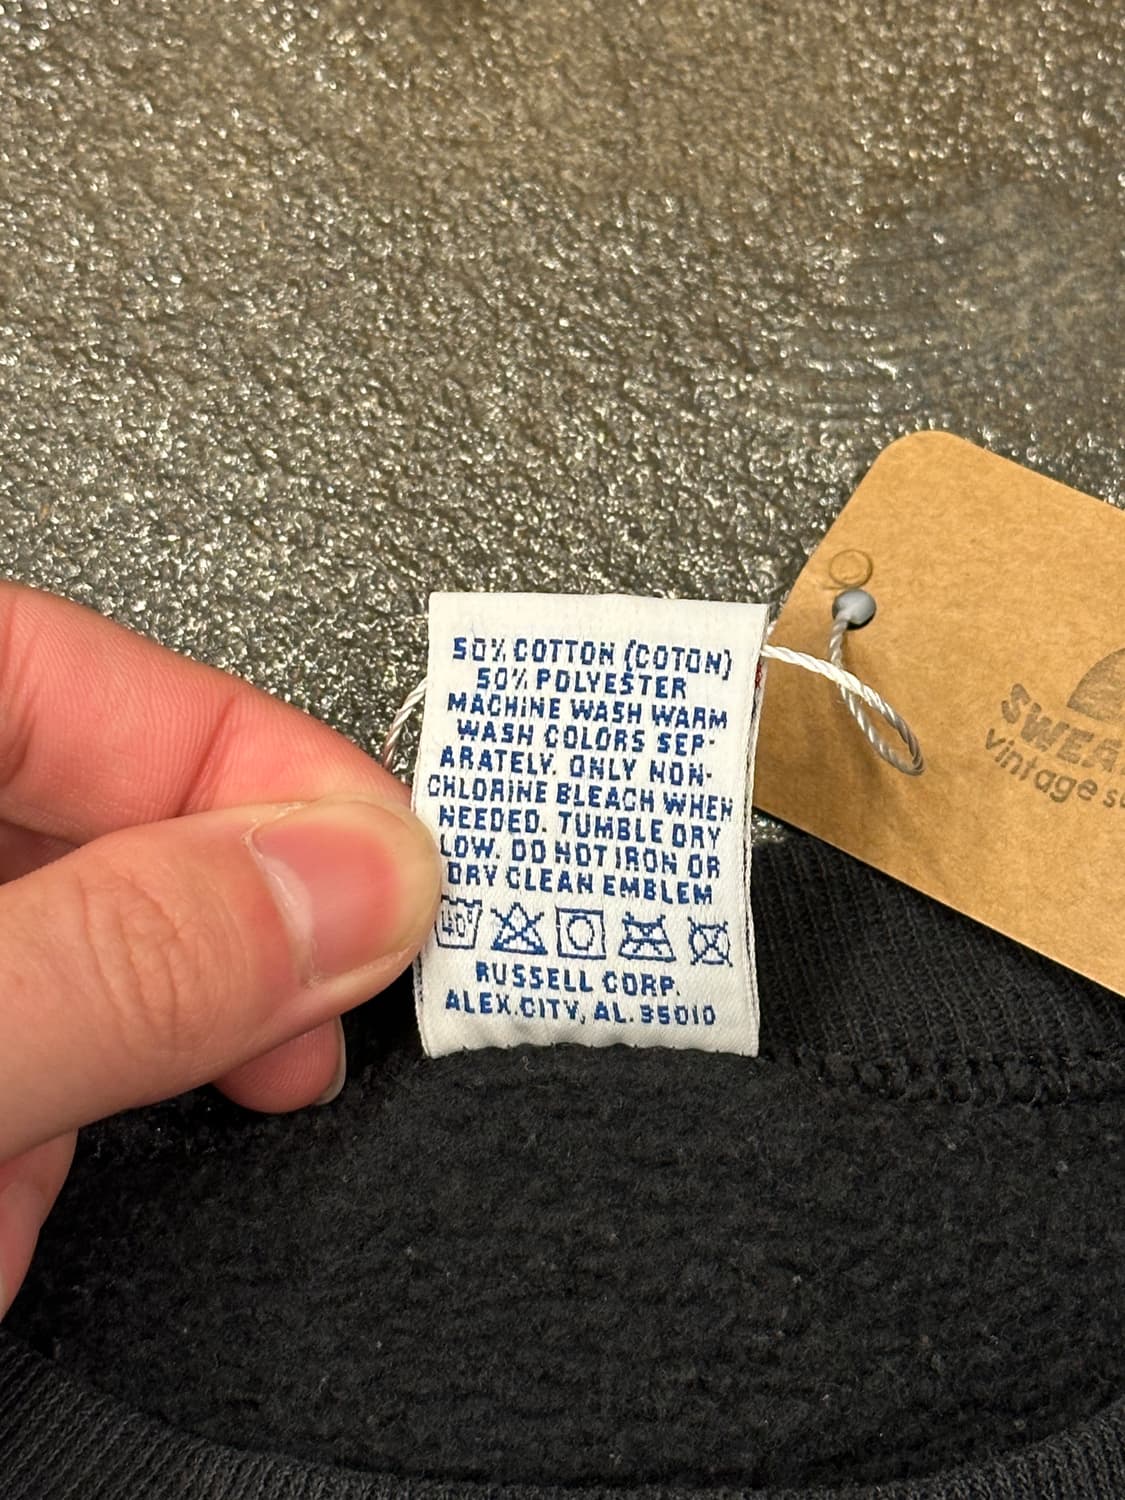 50% COTTON (COTON)
50% POLYESTER
MACHINE WASH WARM
WASH COLORS SEP-
ARATELY. ONLY NON-
CHLORINE BLEACH WHEN
NEEDED. TUMBLE DRY
LOW. DO NOT IRON OR
DRY CLEAN EMBLEM
40°
RUSSELL CORP.
ALEX.CITY, AL. 35010
vintage